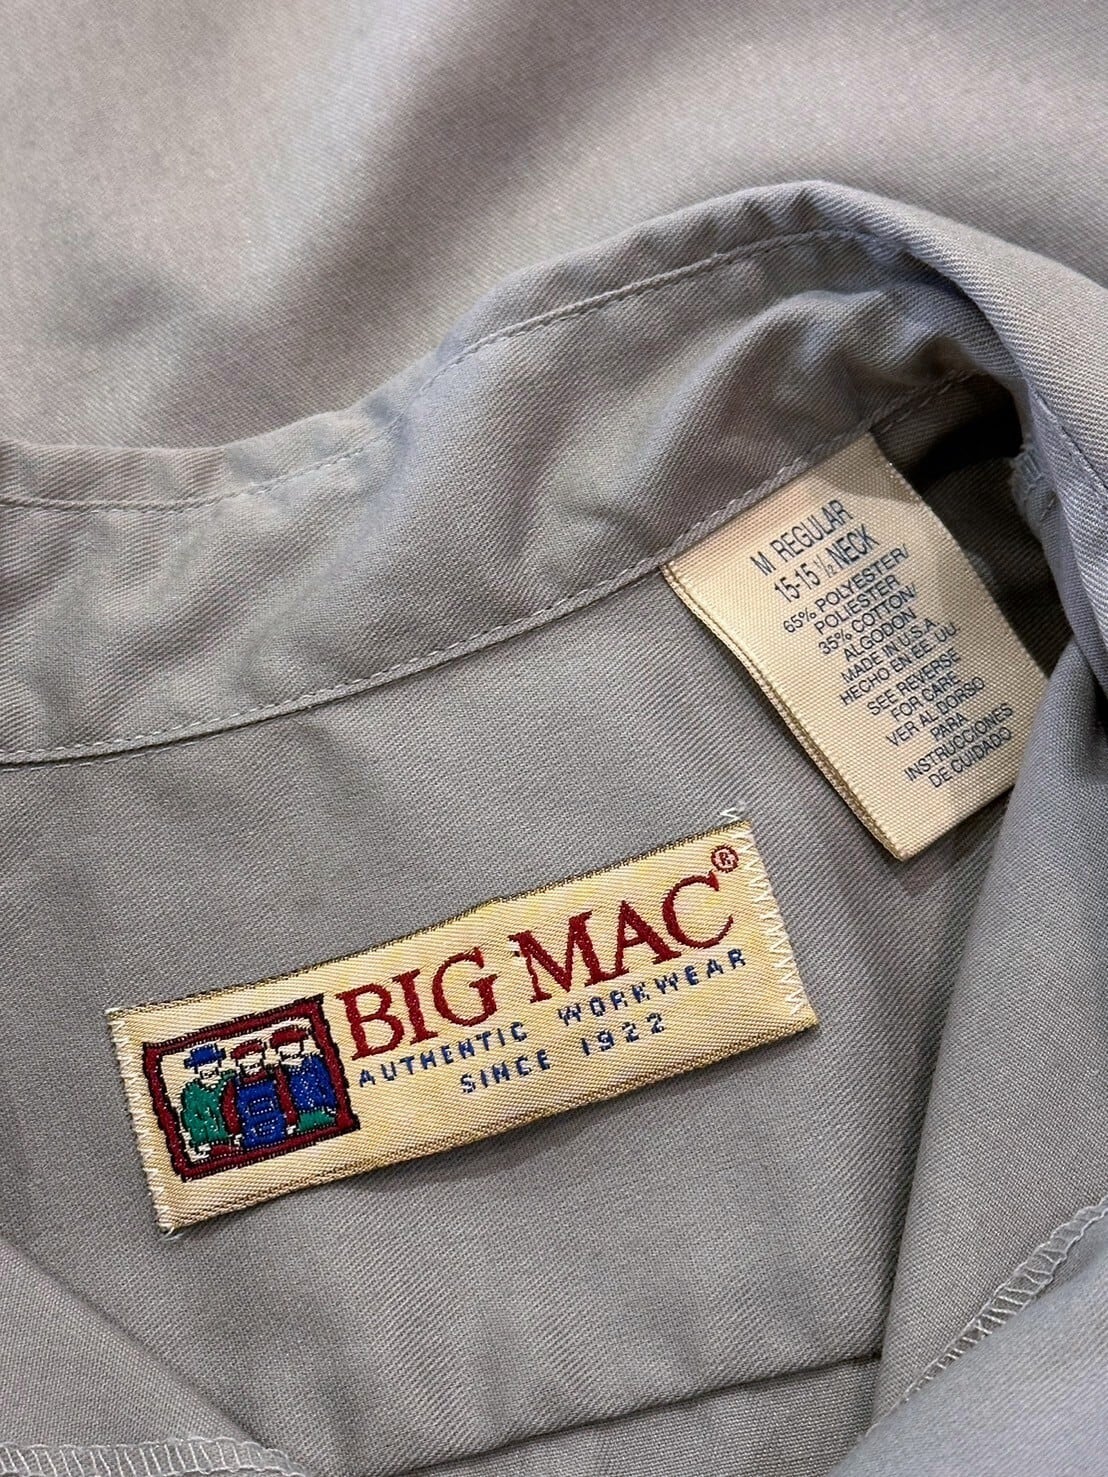 M REGULAR
15-15 ½ NECK
65% POLYESTER/
POLIESTER
35% COTTON/
ALGODON
MADE IN U.S.A.
HECHO EN EE. UU.
SEE REVERSE
FOR CARE
VER AL DORSO
PARA
INSTRUCCIONES
DE CUIDADO
BIG MAC®
AUTHENTIC WORKWEAR
SINCE 1922